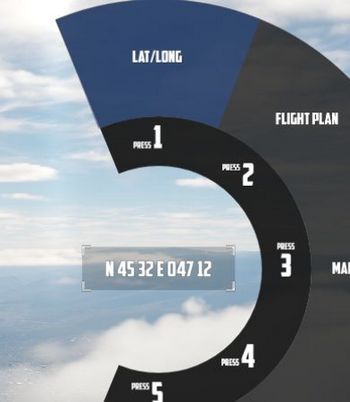 LAT/LONG
FLIGHT PLAN
PRESS 1
PRESS 2
PRESS 3
N 45 32 E 047 12
PRESS 4
PRESS 5